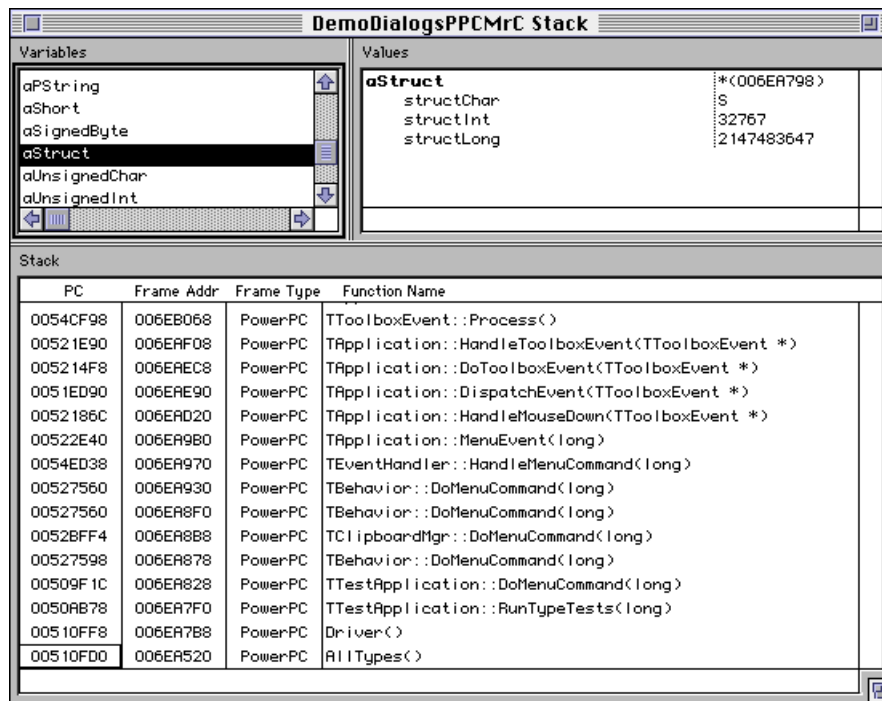 DemoDialogsPPCMrC Stack
Variables
aPString
aShort
aSignedByte
aStruct
aUnsignedChar
aUnsignedInt
Values
aStruct *(006EA798)
structChar S
structInt 32767
structLong 2147483647
Stack
PC Frame Addr Frame Type Function Name
0054CF98 006EB068 PowerPC TToolboxEvent::Process()
00521E90 006EAF08 PowerPC TApplication::HandleToolboxEvent(TToolboxEvent *)
005214F8 006EAEC8 PowerPC TApplication::DoToolboxEvent(TToolboxEvent *)
0051ED90 006EAE90 PowerPC TApplication::DispatchEvent(TToolboxEvent *)
0052186C 006EAD20 PowerPC TApplication::HandleMouseDown(TToolboxEvent *)
00522E40 006EA9B0 PowerPC TApplication::MenuEvent(long)
0054ED38 006EA970 PowerPC TEventHandler::HandleMenuCommand(long)
00527560 006EA930 PowerPC TBehavior::DoMenuCommand(long)
00527560 006EA8F0 PowerPC TBehavior::DoMenuCommand(long)
0052BFF4 006EA8B8 PowerPC TClipboardMgr::DoMenuCommand(long)
00527598 006EA878 PowerPC TBehavior::DoMenuCommand(long)
00509F1C 006EA828 PowerPC TTestApplication::DoMenuCommand(long)
0050AB78 006EA7F0 PowerPC TTestApplication::RunTypeTests(long)
00510FF8 006EA7B8 PowerPC Driver()
00510FD0 006EA520 PowerPC AllTypes()